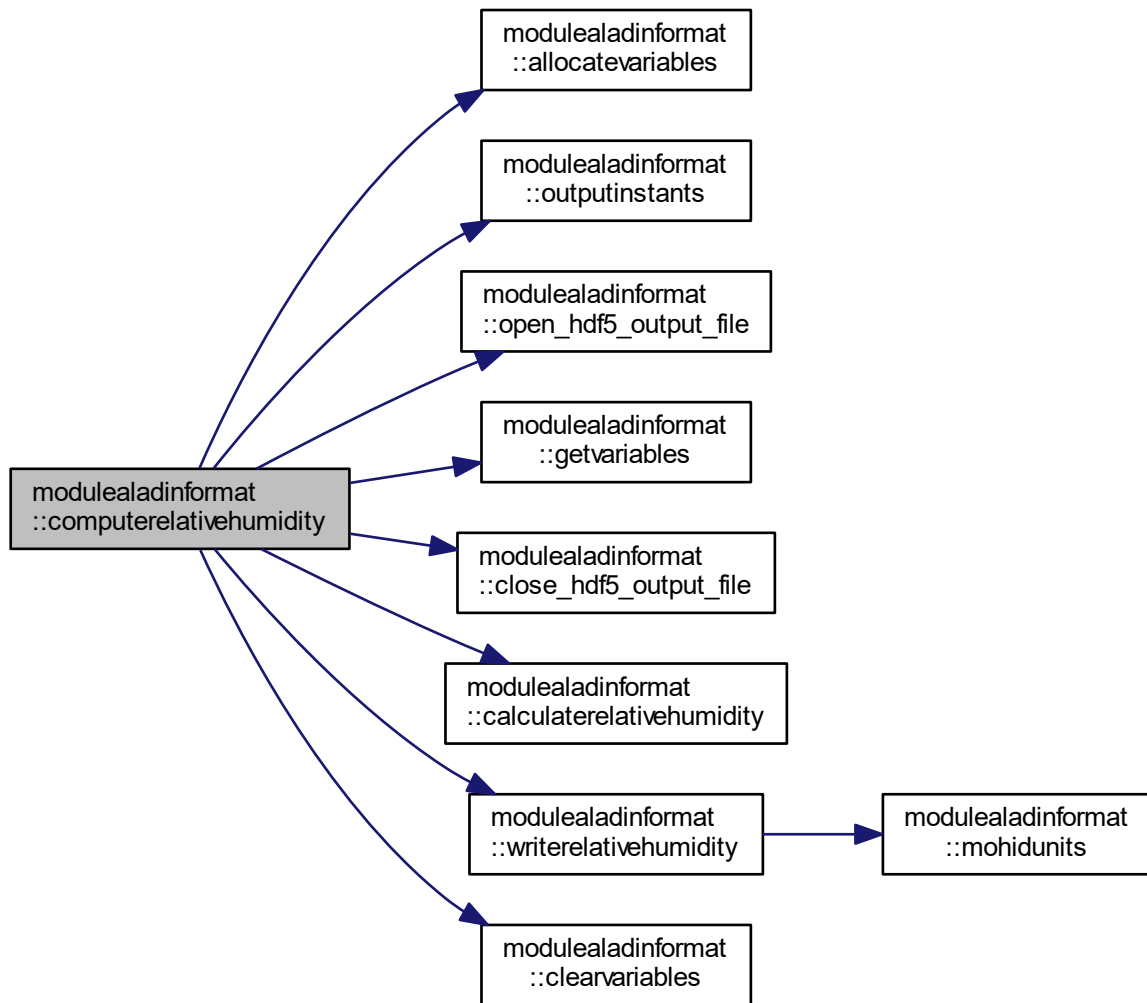 modulealadinformat
::allocatevariables
modulealadinformat
::outputinstants
modulealadinformat
::open_hdf5_output_file
modulealadinformat
::getvariables
modulealadinformat
::computerelativehumidity
modulealadinformat
::close_hdf5_output_file
modulealadinformat
::calculaterelativehumidity
modulealadinformat
::writerelativehumidity
modulealadinformat
::mohidunits
modulealadinformat
::clearvariables